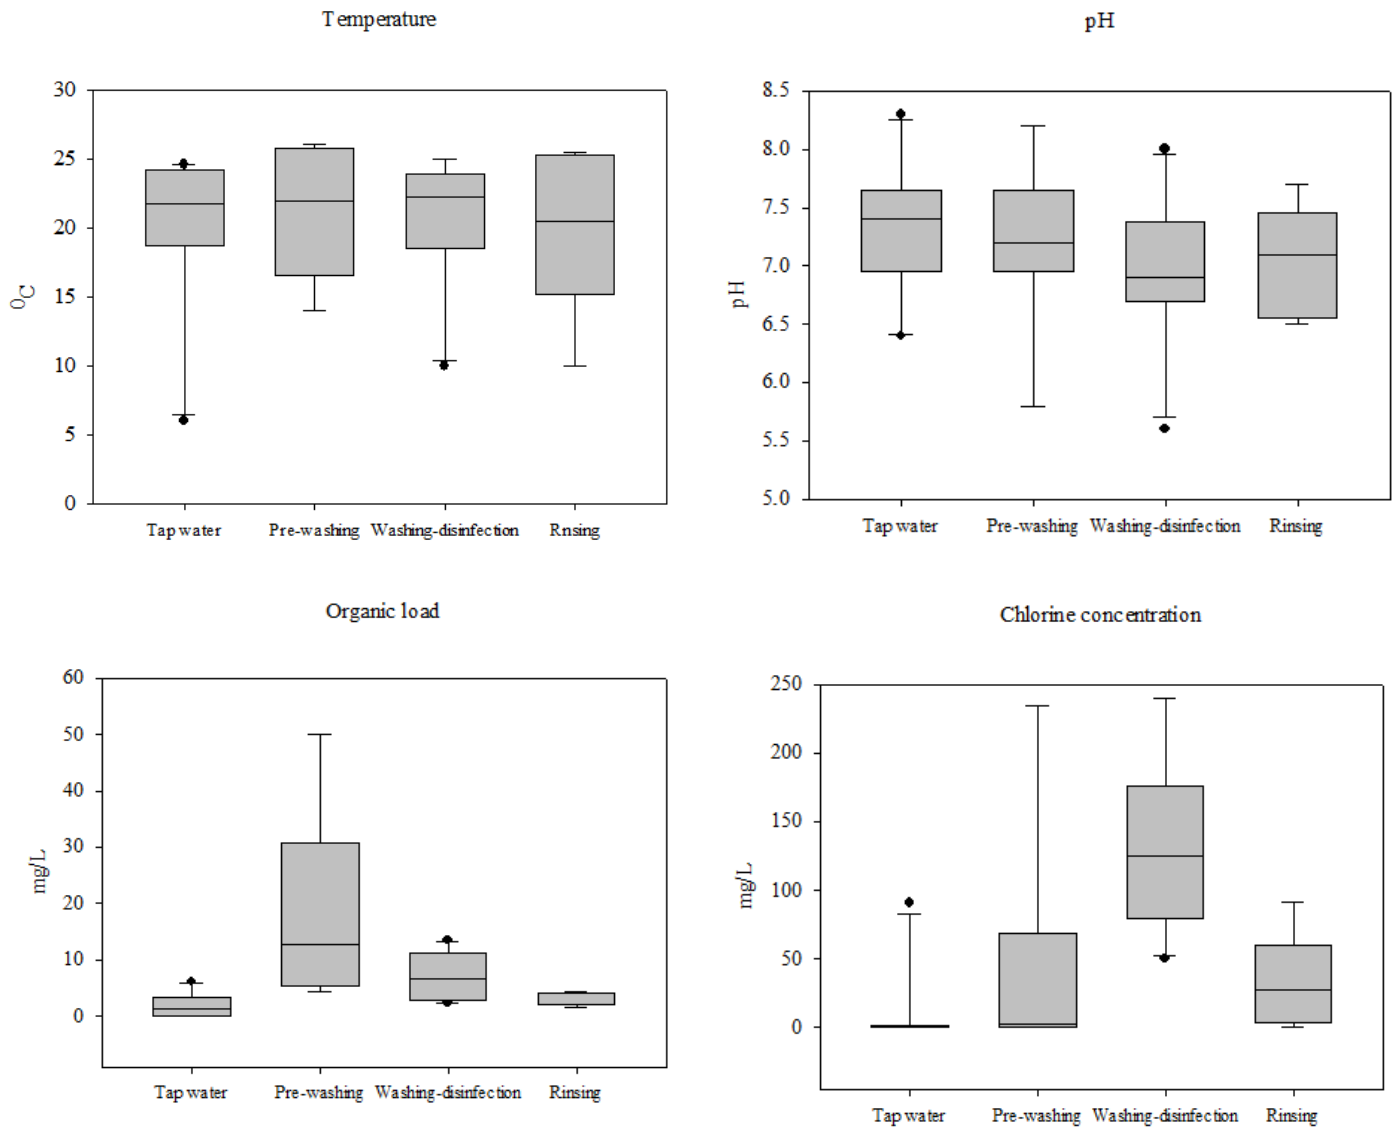 Temperature
30
25
20
15
10
5
0
0C
Tap water Pre-washing Washing-disinfection Rnsing
pH
8.5
8.0
7.5
7.0
6.5
6.0
5.5
5.0
pH
Tap water Pre-washing Washing-disinfection Rinsing
Organic load
60
50
40
30
20
10
0
mg/L
Tap water Pre-washing Washing-disinfection Rinsing
Chlorine concentration
250
200
150
100
50
0
mg/L
Tap water Pre-washing Washing-disinfection Rinsing